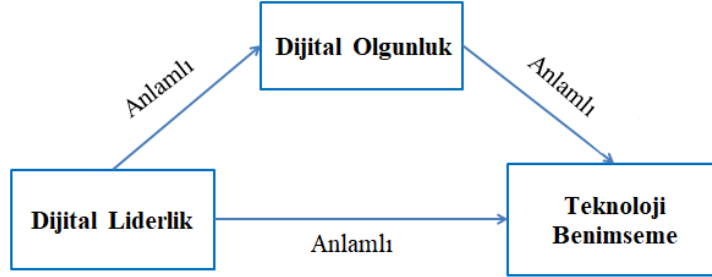 Dijital Olgunluk
Anlamlı
Anlamlı
Dijital Liderlik
Teknoloji
Benimseme
Anlamlı